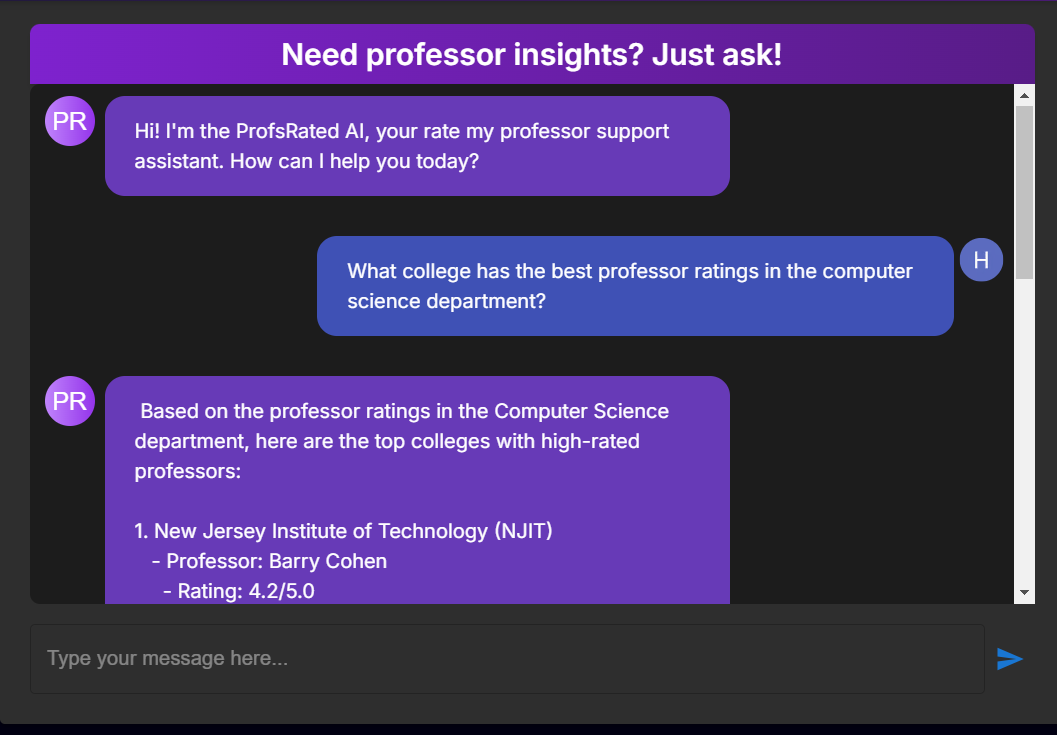 Need professor insights? Just ask!
PR
Hi! I'm the ProfsRated AI, your rate my professor support
assistant. How can I help you today?
What college has the best professor ratings in the computer
science department?
H
PR
Based on the professor ratings in the Computer Science
department, here are the top colleges with high-rated
professors:
1. New Jersey Institute of Technology (NJIT)
- Professor: Barry Cohen
- Rating: 4.2/5.0
Type your message here...